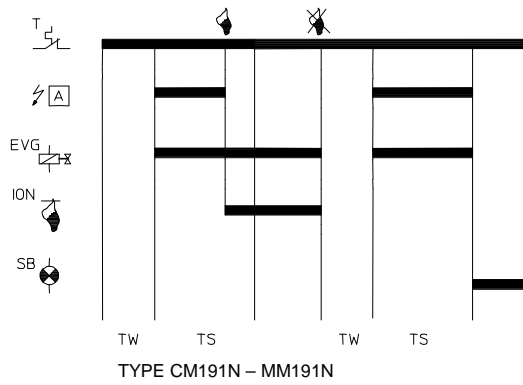 T
A
EVG
ION
SB
TW TS TW TS
TYPE CM191N – MM191N